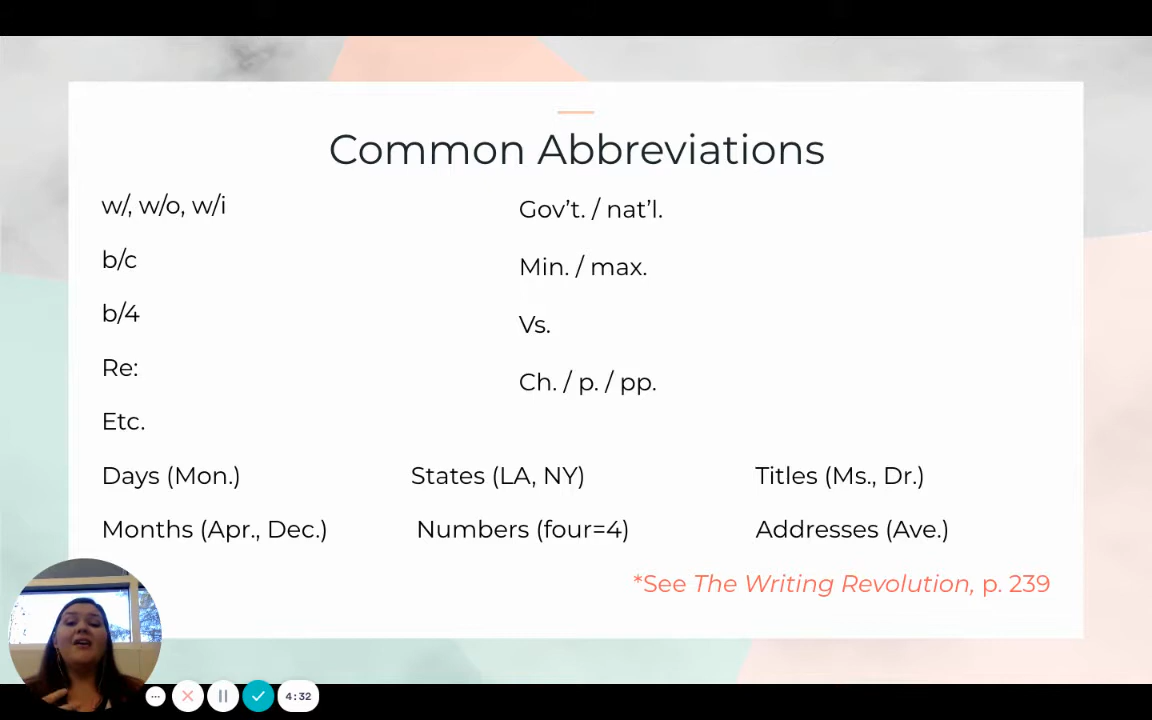 Common Abbreviations
w/, w/o, w/i
b/c
b/4
Re:
Etc.
Gov't. / nat'l.
Min. / max.
Vs.
Ch. / p. / pp.
Days (Mon.)
States (LA, NY)
Titles (Ms., Dr.)
Months (Apr., Dec.)
Numbers (four=4)
Addresses (Ave.)
*See The Writing Revolution, p. 239
4:32